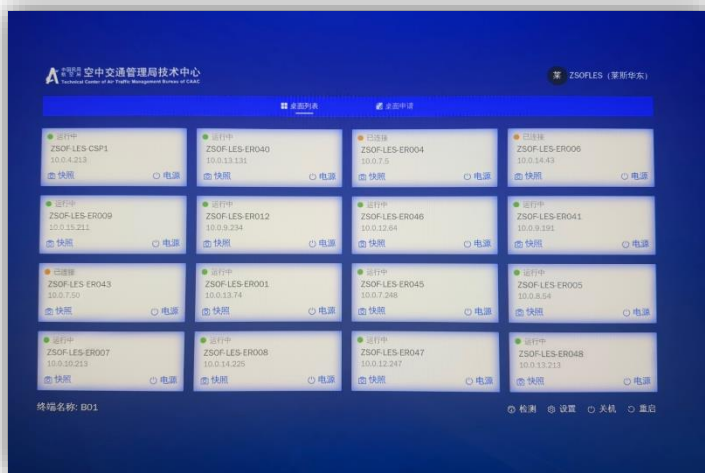 中国民航
空管局
空中交通管理局技术中心
Technical Center of Air Traffic Management Bureau of CAAC
莱 ZSOFLES（莱斯华东）
桌面列表 桌面申请
运行中
ZSOF-LES-CSP1
10.0.4.213
快照 电源
运行中
ZSOF-LES-ER040
10.0.13.131
快照 电源
已连接
ZSOF-LES-ER004
10.0.7.5
快照 电源
已连接
ZSOF-LES-ER006
10.0.14.43
快照 电源
运行中
ZSOF-LES-ER009
10.0.15.211
快照 电源
运行中
ZSOF-LES-ER012
10.0.9.234
快照 电源
运行中
ZSOF-LES-ER046
10.0.12.64
快照 电源
运行中
ZSOF-LES-ER041
10.0.9.191
快照 电源
已连接
ZSOF-LES-ER043
10.0.7.50
快照 电源
运行中
ZSOF-LES-ER001
10.0.13.74
快照 电源
运行中
ZSOF-LES-ER045
10.0.7.248
快照 电源
运行中
ZSOF-LES-ER005
10.0.8.54
快照 电源
运行中
ZSOF-LES-ER007
10.0.10.213
快照 电源
运行中
ZSOF-LES-ER008
10.0.14.225
快照 电源
运行中
ZSOF-LES-ER047
10.0.12.247
快照 电源
运行中
ZSOF-LES-ER048
10.0.13.213
快照 电源
终端名称: B01
检测 设置 关机 重启